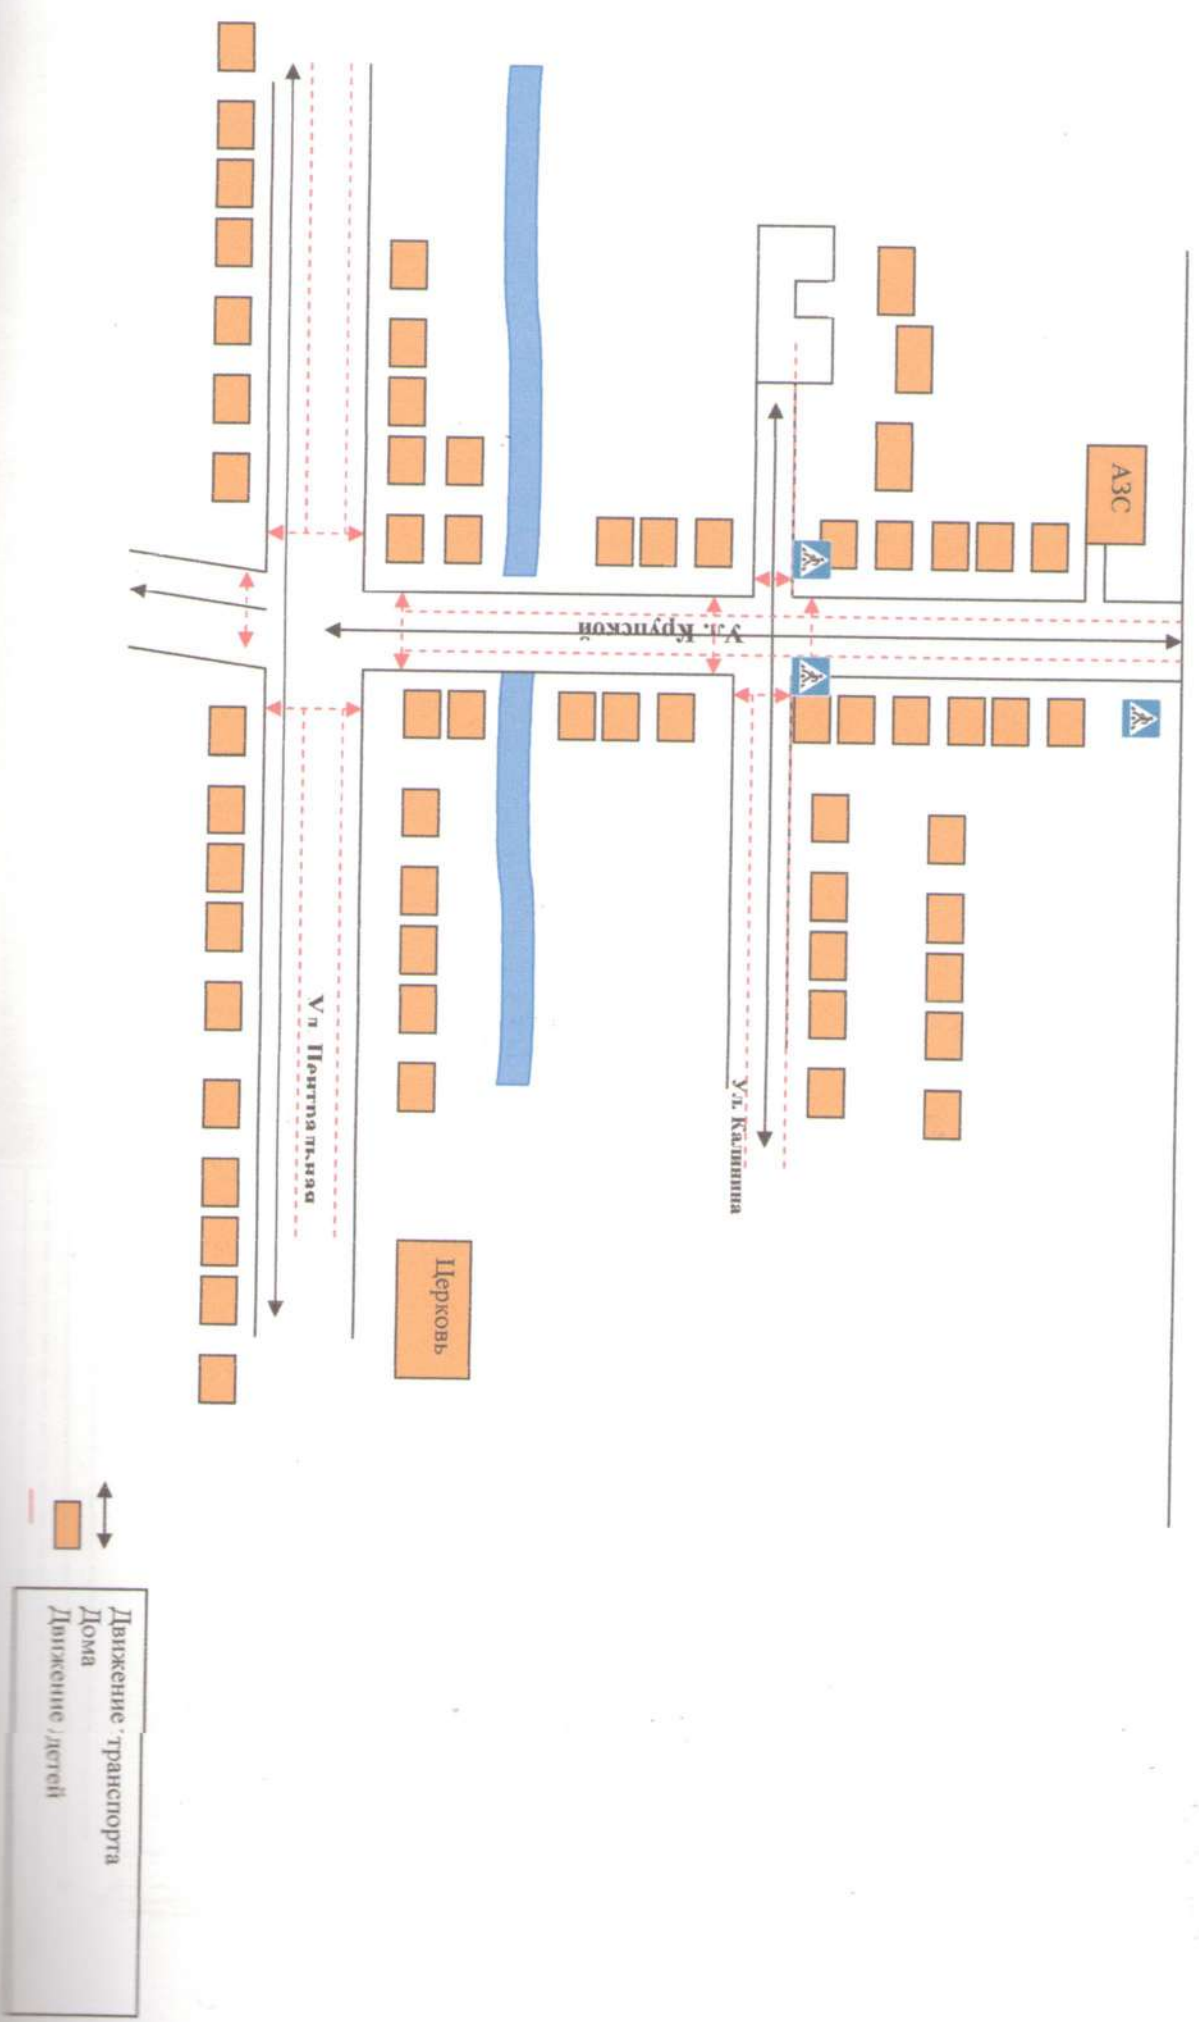 АЗС
Ул. Крупской
Ул. Калинина
Ул. Центральная
Церковь
Движение транспорта
Дома
Движение детей